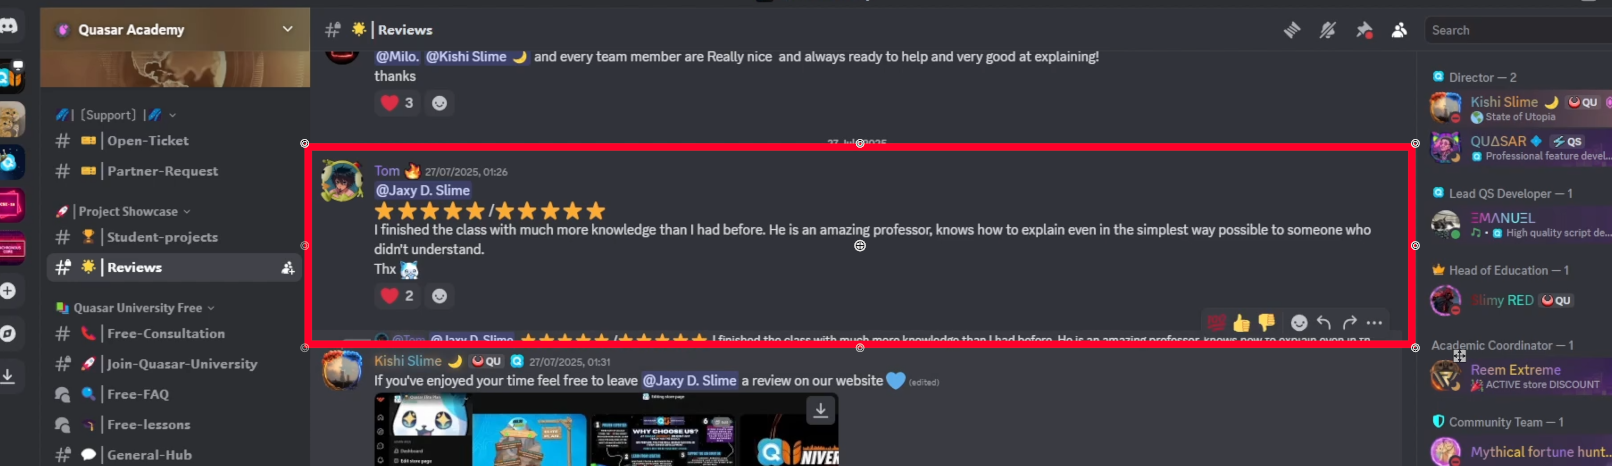 Quasar Academy
[Support]
Open-Ticket
Partner-Request
Project Showcase
Student-projects
Reviews
Quasar University Free
Free-Consultation
Join-Quasar-University
Free-FAQ
Free-lessons
General-Hub
Reviews
@Milo. @Kishi Slime 🌙 and every team member are Really nice and always ready to help and very good at explaining!
thanks
3
Tom 🔥 27/07/2025, 01:26
@Jaxy D. Slime
⭐⭐⭐⭐⭐/⭐⭐⭐⭐⭐
I finished the class with much more knowledge than I had before. He is an amazing professor, knows how to explain even in the simplest way possible to someone who
didn't understand.
Thx
2
@Tom @Jaxy D. Slime ⭐⭐⭐⭐⭐/⭐⭐⭐⭐⭐ I finished the class with much more knowledge than I had before. He is an amazing professor, knows how to explain even in
Kishi Slime 🌙 QU 27/07/2025, 01:31
If you've enjoyed your time feel free to leave @Jaxy D. Slime a review on our website 💙 (edited)
Editing store page
WHY CHOOSE US?
Dashboard
Edit store page
Search
Director — 2
Kishi Slime 🌙 QU
State of Utopia
QUΔSAR QS
Professional feature devel...
Lead QS Developer — 1
ΞMΛNUΞL
High quality script de...
Head of Education — 1
Slimy RED QU
Academic Coordinator — 1
Reem Extreme
ACTIVE store DISCOUNT
Community Team — 1
Mythical fortune hunt...